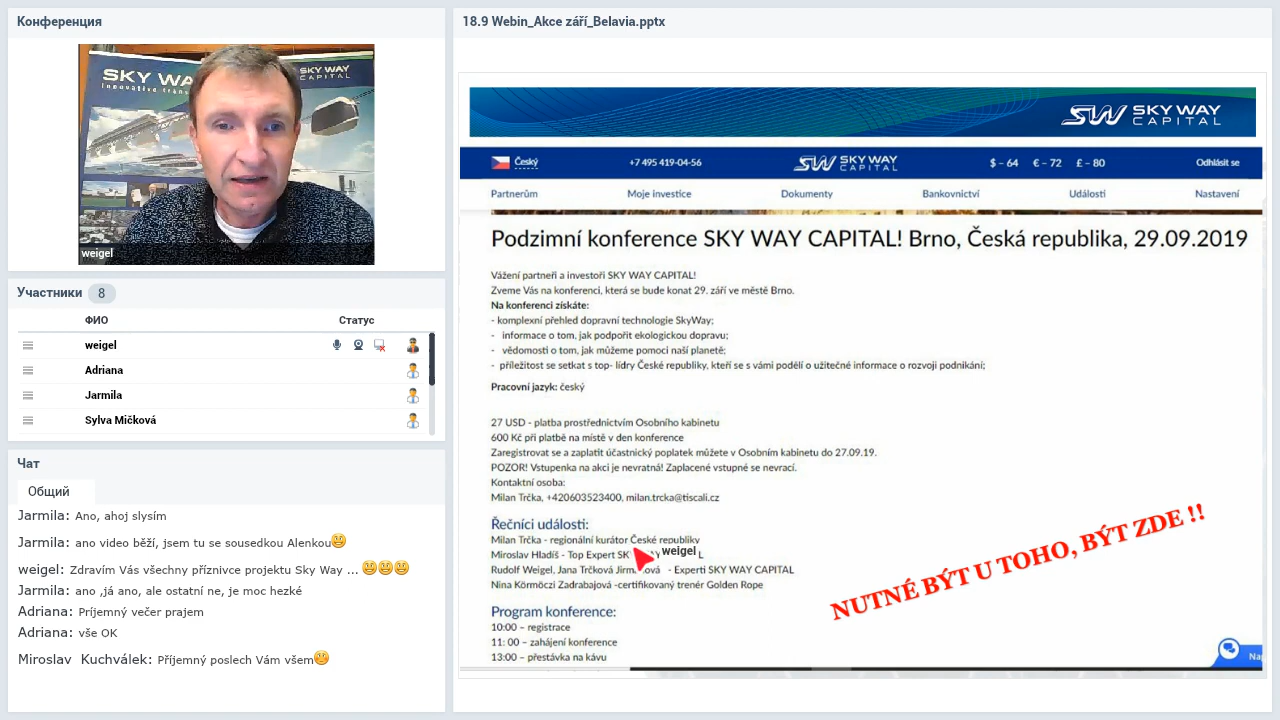 Конференция
SKY WA
Innovative trans
SKY WAY
CAPITAL
weigel
Участники 8
ФИО Статус
weigel
Adriana
Jarmila
Sylva Mičková
Чат
Общий
Jarmila: Ano, ahoj slysím
Jarmila: ano video běží, jsem tu se sousedkou Alenkou
weigel: Zdravím Vás všechny příznivce projektu Sky Way ...
Jarmila: ano ,já ano, ale ostatní ne, je moc hezké
Adriana: Príjemný večer prajem
Adriana: vše OK
Miroslav Kuchválek: Příjemný poslech Vám všem
18.9 Webin_Akce září_Belavia.pptx
SW SKY WAY
CAPITAL
Český +7 495 419-04-56 SW SKY WAY CAPITAL $ – 64 € – 72 £ – 80 Odhlásit se
Partnerům Moje investice Dokumenty Bankovnictví Události Nastavení
Podzimní konference SKY WAY CAPITAL! Brno, Česká republika, 29.09.2019
Vážení partneři a investoři SKY WAY CAPITAL!
Zveme Vás na konferenci, která se bude konat 29. září ve městě Brno.
Na konferenci získáte:
- komplexní přehled dopravní technologie SkyWay;
- informace o tom, jak podpořit ekologickou dopravu;
- vědomosti o tom, jak můžeme pomoci naší planetě;
- příležitost se setkat s top- lídry České republiky, kteří se s vámi podělí o užitečné informace o rozvoji podnikání;
Pracovní jazyk: český
27 USD - platba prostřednictvím Osobního kabinetu
600 Kč při platbě na místě v den konference
Zaregistrovat se a zaplatit účastnický poplatek můžete v Osobním kabinetu do 27.09.19.
POZOR! Vstupenka na akci je nevratná! Zaplacené vstupné se nevrací.
Kontaktní osoba:
Milan Trčka, +420603523400, milan.trcka@tiscali.cz
Řečníci události:
Milan Trčka - regionální kurátor České republiky
Miroslav Hladíš - Top Expert SK
weigel
Rudolf Weigel, Jana Trčková - Experti SKY WAY CAPITAL
Nina Körmöczi Zadrabajová -certifikovaný trenér Golden Rope
NUTNÉ BÝT U TOHO, BÝT ZDE !!
Program konference:
10:00 – registrace
11: 00 – zahájení konference
13:00 – přestávka na kávu